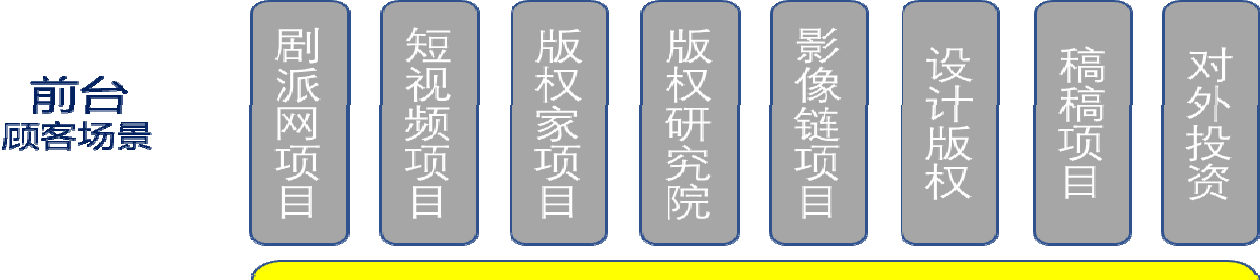 前台
顾客场景
剧派网项目
短视频项目
版权家项目
版权研究院
影像链项目
设计版权
稿稿项目
对外投资